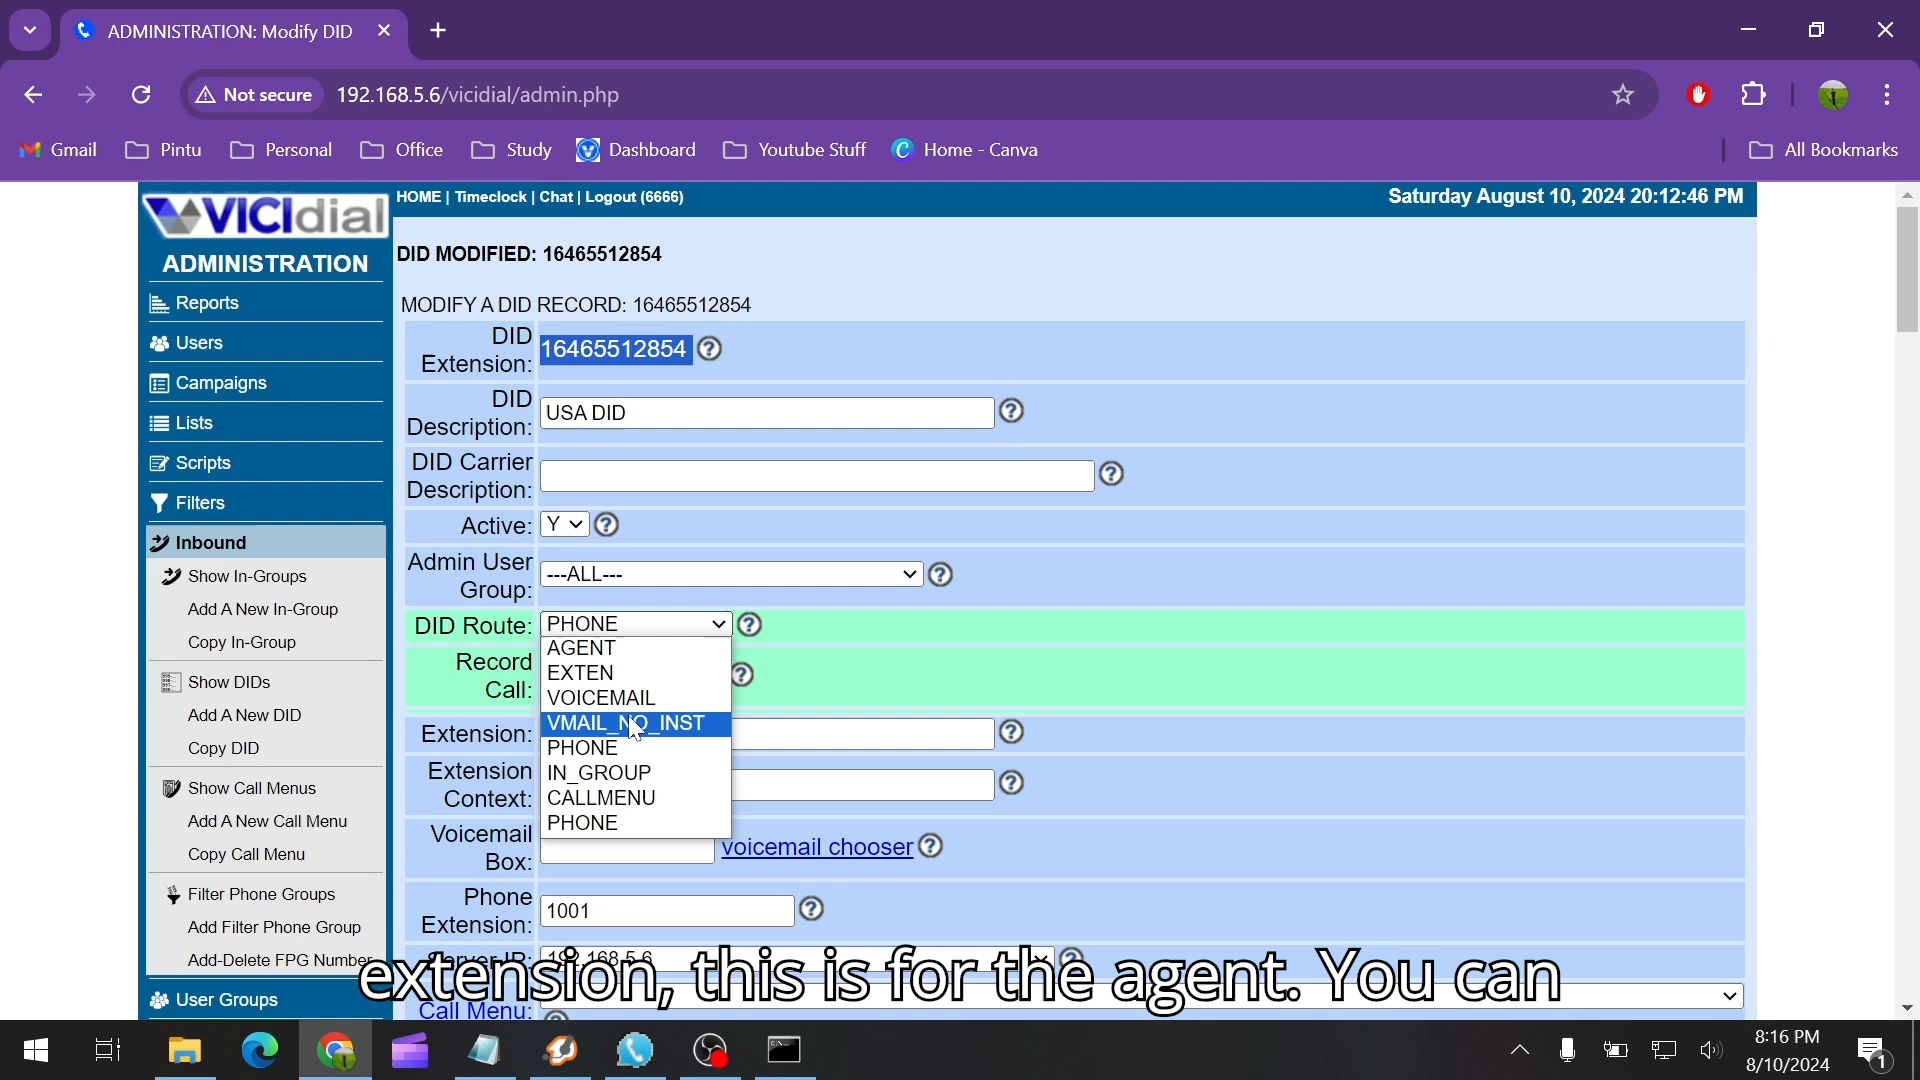 ADMINISTRATION: Modify DID
Not secure
192.168.5.6/vicidial/admin.php
Gmail
Pintu
Personal
Office
Study
Dashboard
Youtube Stuff
Home - Canva
All Bookmarks
VICIdial
HOME | Timeclock | Chat | Logout (6666)
Saturday August 10, 2024 20:12:46 PM
ADMINISTRATION
Reports
Users
Campaigns
Lists
Scripts
Filters
Inbound
Show In-Groups
Add A New In-Group
Copy In-Group
Show DIDs
Add A New DID
Copy DID
Show Call Menus
Add A New Call Menu
Copy Call Menu
Filter Phone Groups
Add Filter Phone Group
Add-Delete FPG Number
User Groups
DID MODIFIED: 16465512854
MODIFY A DID RECORD: 16465512854
DID
Extension: 16465512854
DID
Description: USA DID
DID Carrier
Description:
Active: Y
Admin User
Group: ---ALL---
DID Route: PHONE
AGENT
EXTEN
VOICEMAIL
VMAIL_NO_INST
PHONE
IN_GROUP
CALLMENU
PHONE
Record
Call:
Extension:
Extension
Context:
Voicemail
Box:
voicemail chooser
Phone
Extension: 1001
Server IP: 192.168.5.6
Call Menu:
extension, this is for the agent. You can
8:16 PM
8/10/2024
1